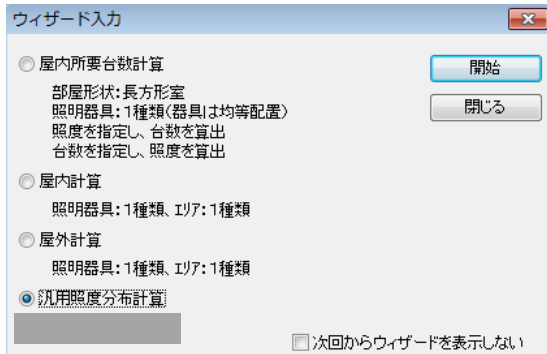 ウィザード入力
屋内所要台数計算
開始
部屋形状:長方形室
照明器具:1種類(器具は均等配置)
閉じる
照度を指定し、台数を算出
台数を指定し、照度を算出
屋内計算
照明器具:1種類、エリア:1種類
屋外計算
照明器具:1種類、エリア:1種類
汎用照度分布計算
次回からウィザードを表示しない